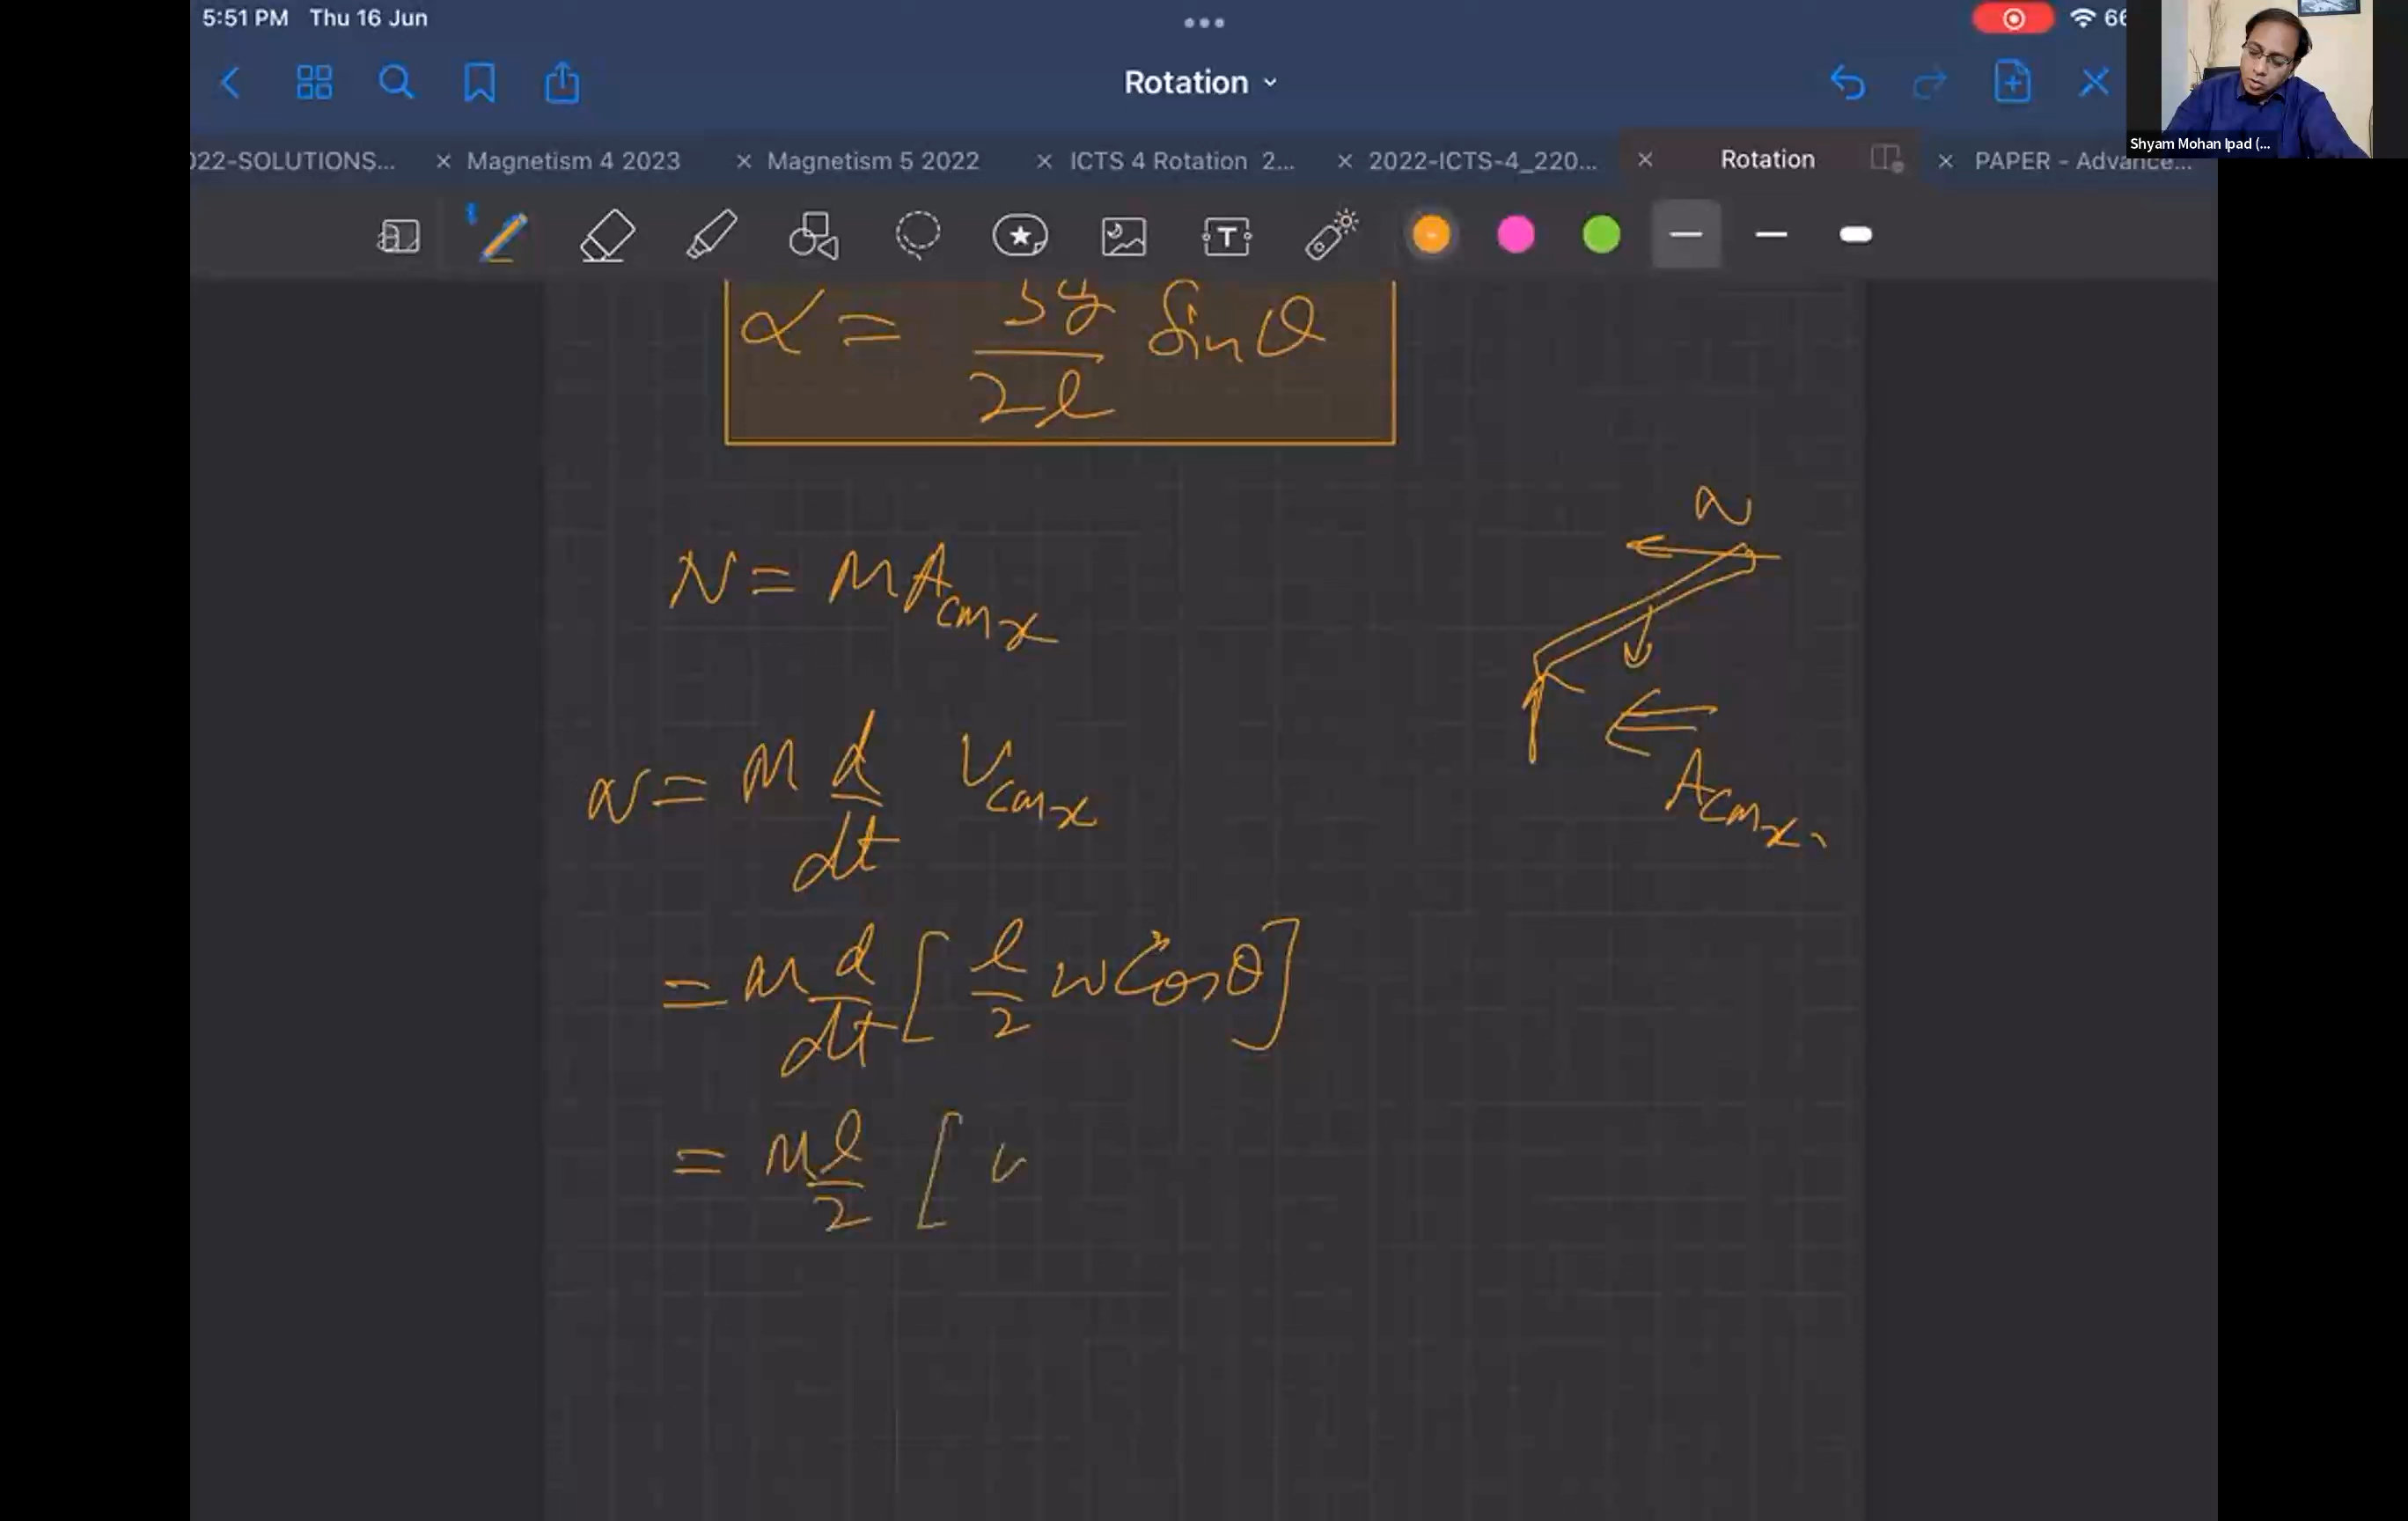 5:51 PM Thu 16 Jun
66
Rotation
022-SOLUTIONS... × Magnetism 4 2023 × Magnetism 5 2022 × ICTS 4 Rotation 2... × 2022-ICTS-4_220... × Rotation × PAPER - Advance...
Shyam Mohan Ipad (...
T
α = 3g/2l Sinθ
N
N = MA_cmx
A_cmx
N = M d/dt V_cmx
= M d/dt [ l/2 ω Cosθ ]
= Ml/2 [